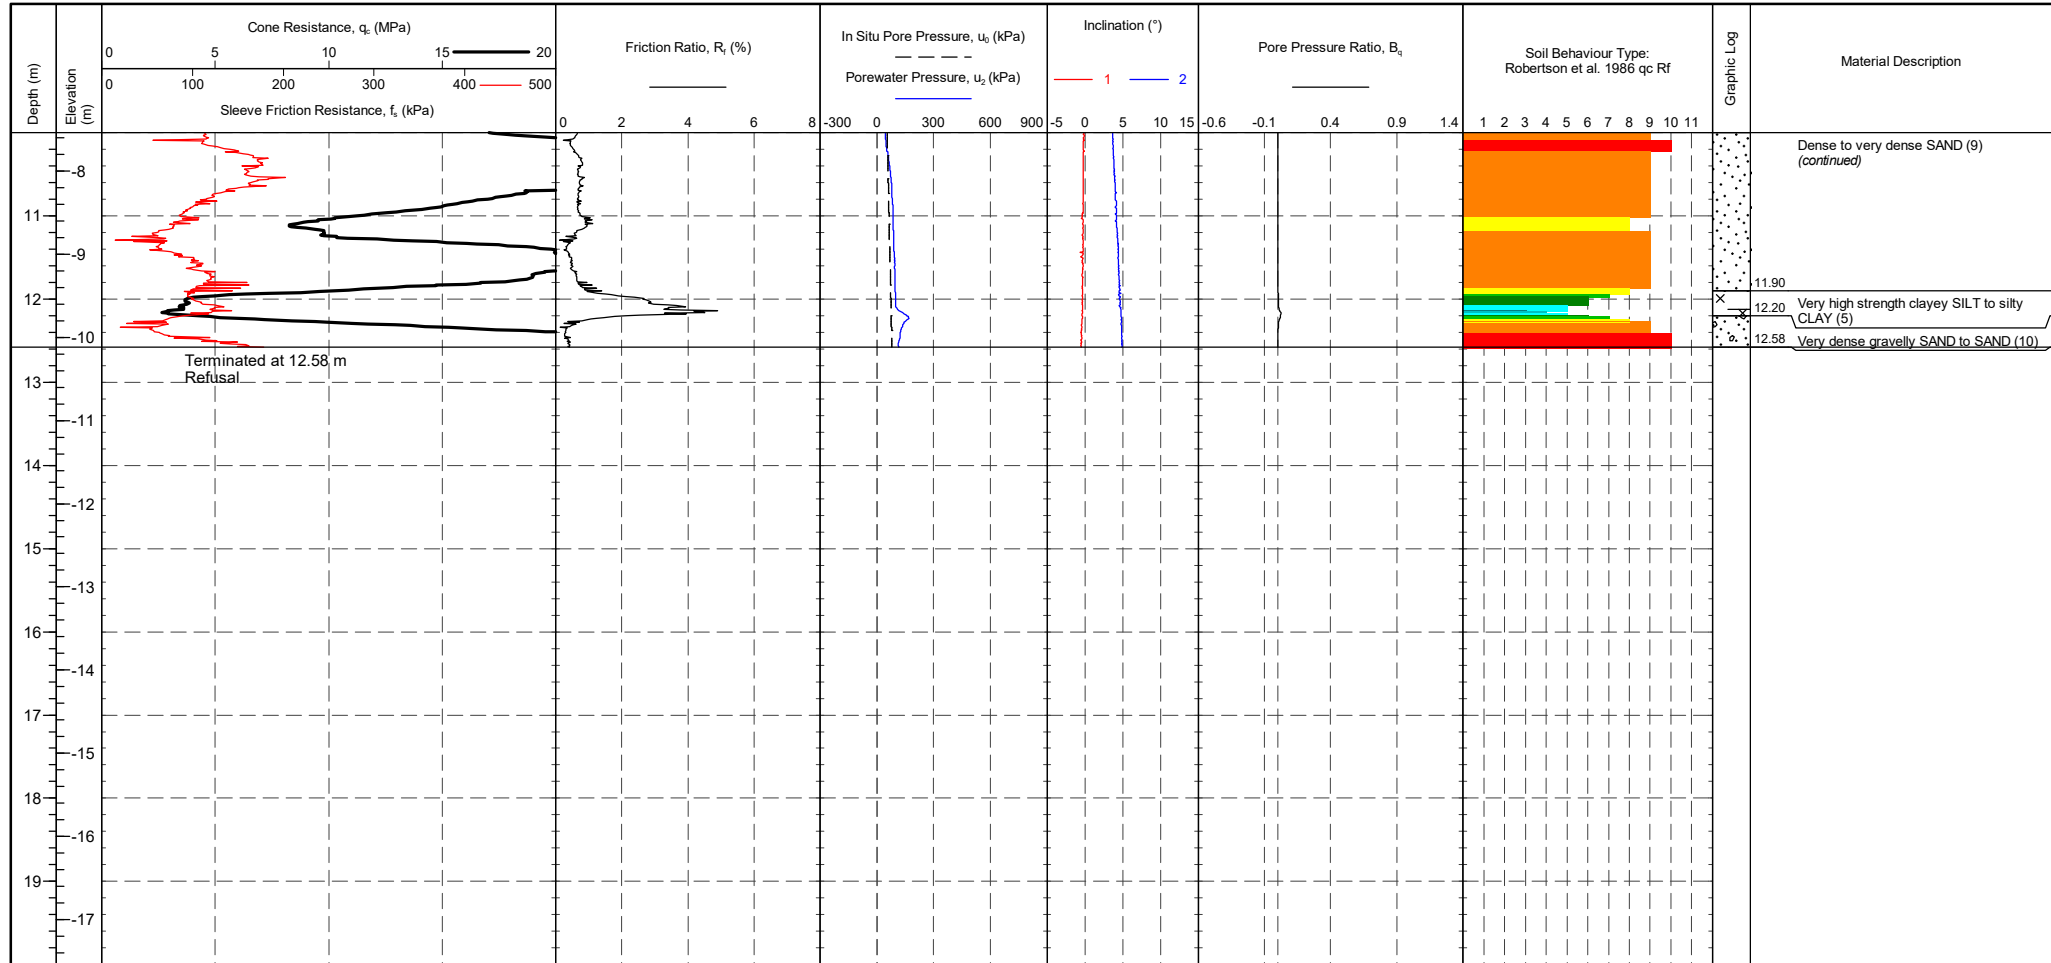 Depth (m)
Elevation
(m)
Cone Resistance, qc (MPa)
0 5 10 15 20
0 100 200 300 400 500
Sleeve Friction Resistance, fs (kPa)
Friction Ratio, Rf (%)
0 2 4 6 8
In Situ Pore Pressure, u0 (kPa)
Porewater Pressure, u2 (kPa)
-300 0 300 600 900
Inclination (°)
1 2
-5 0 5 10 15
Pore Pressure Ratio, Bq
-0.6 -0.1 0.4 0.9 1.4
Soil Behaviour Type:
Robertson et al. 1986 qc Rf
1 2 3 4 5 6 7 8 9 10 11
Graphic Log
Material Description
Dense to very dense SAND (9)
(continued)
-8
11
-9
11.90
12
12.20
Very high strength clayey SILT to silty
CLAY (5)
-10
12.58
Very dense gravelly SAND to SAND (10)
Terminated at 12.58 m
Refusal
13
-11
14
-12
15
-13
16
-14
17
-15
18
-16
19
-17